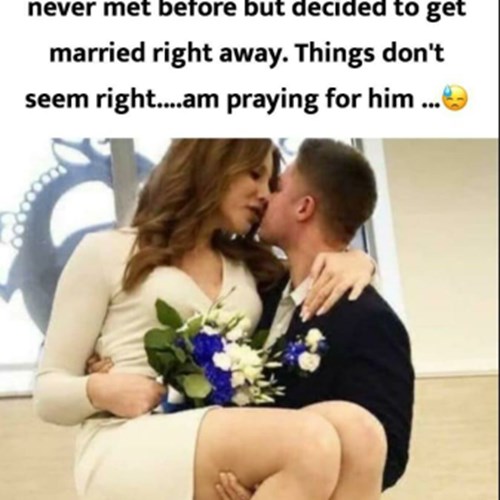 never met before but decided to get
married right away. Things don't
seem right....am praying for him ...😓